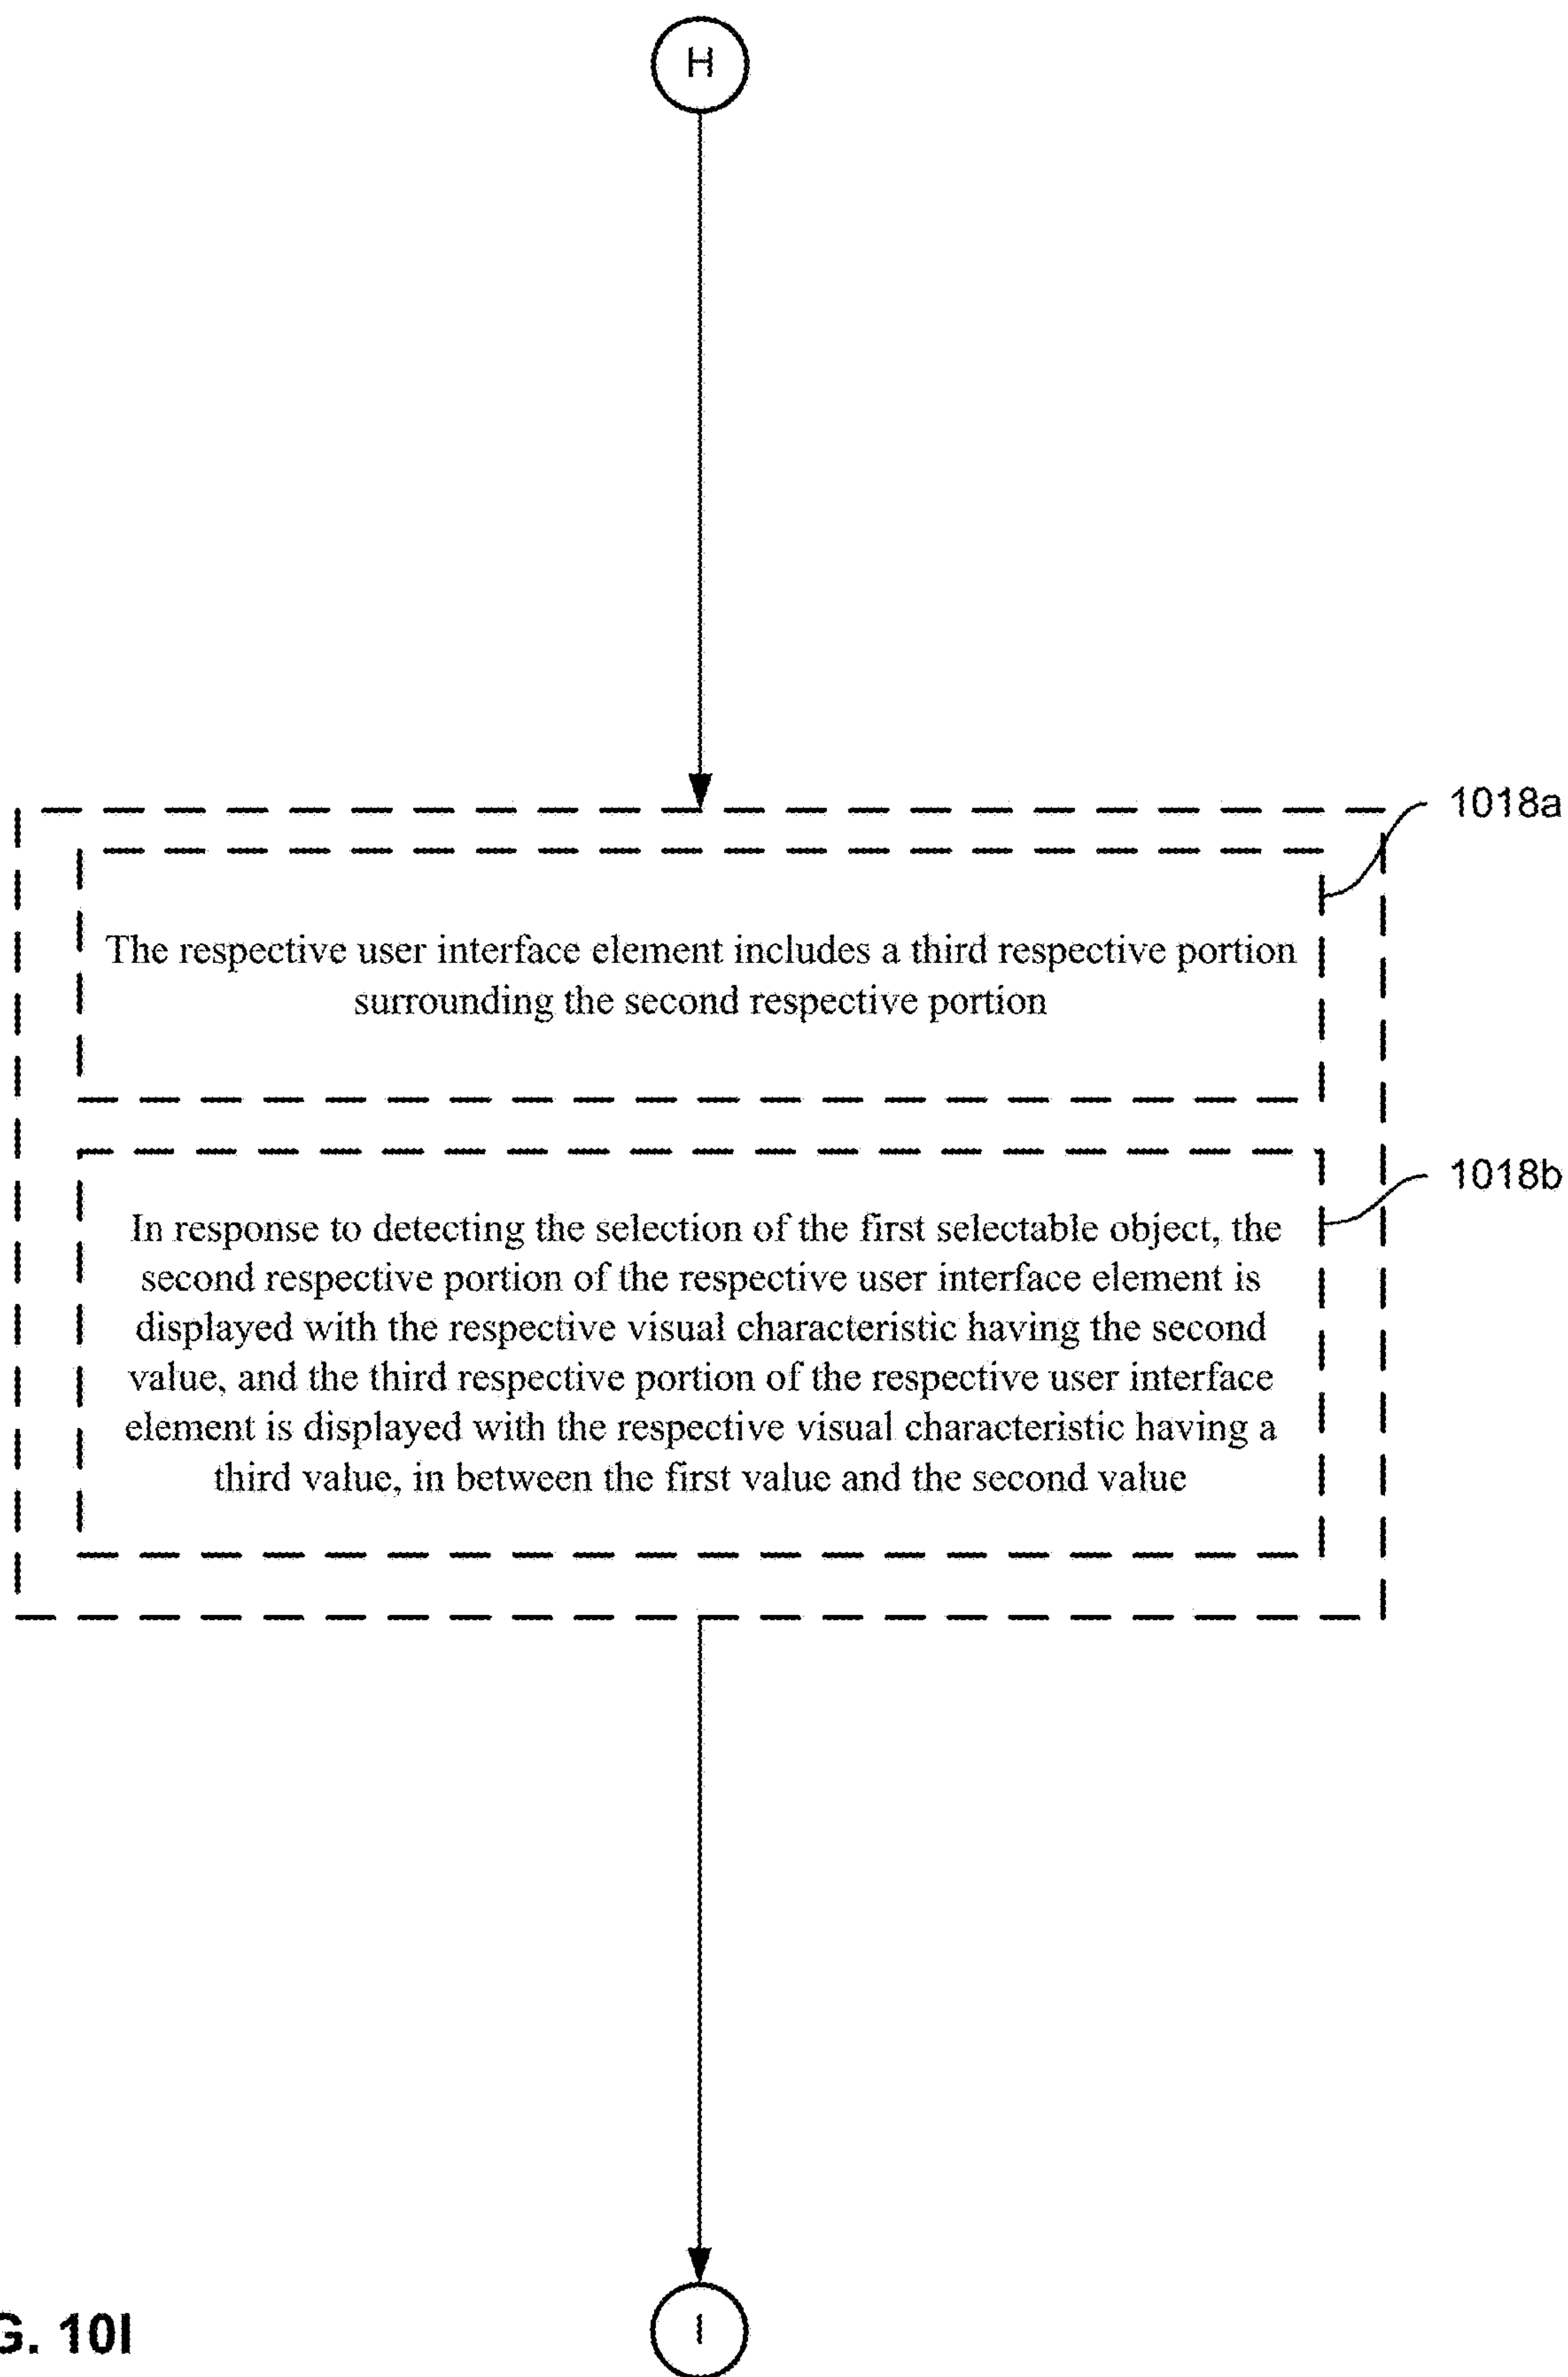 H
1018a
The respective user interface element includes a third respective portion
surrounding the second respective portion
1018b
In response to detecting the selection of the first selectable object, the
second respective portion of the respective user interface element is
displayed with the respective visual characteristic having the second
value, and the third respective portion of the respective user interface
element is displayed with the respective visual characteristic having a
third value, in between the first value and the second value
G. 10I
I